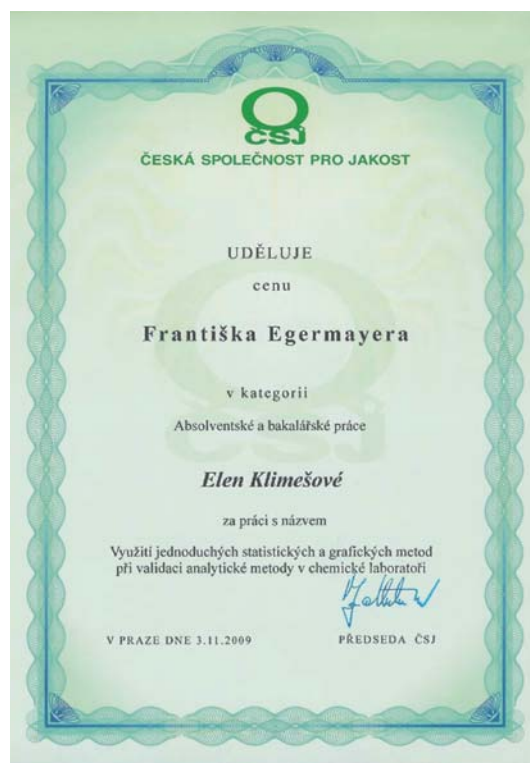 ČSJ
ČESKÁ SPOLEČNOST PRO JAKOST
UDĚLUJE
cenu
Františka Egermayera
v kategorii
Absolventské a bakalářské práce
Elen Klimešové
za práci s názvem
Využití jednoduchých statistických a grafických metod
při validaci analytické metody v chemické laboratoři
V PRAZE DNE 3.11.2009 PŘEDSEDA ČSJ